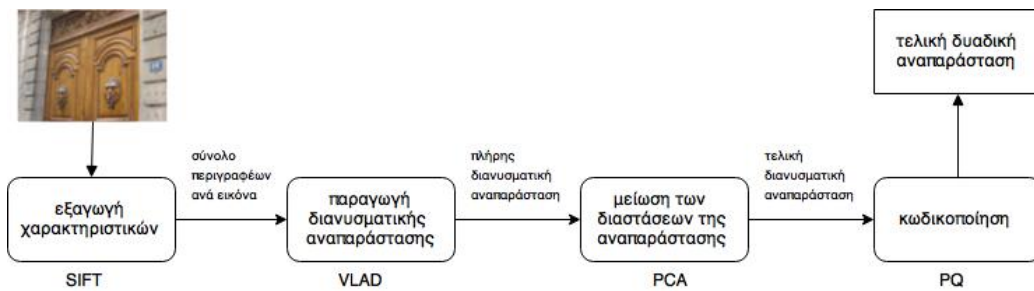 τελική δυαδική
αναπαράσταση
σύνολο
περιγραφέων
ανά εικόνα
πλήρης
διανυσματική
αναπαράσταση
τελική
διανυσματική
αναπαράσταση
εξαγωγή
χαρακτηριστικών
παραγωγή
διανυσματικής
αναπαράστασης
μείωση των
διαστάσεων της
αναπαράστασης
κωδικοποίηση
SIFT
VLAD
PCA
PQ